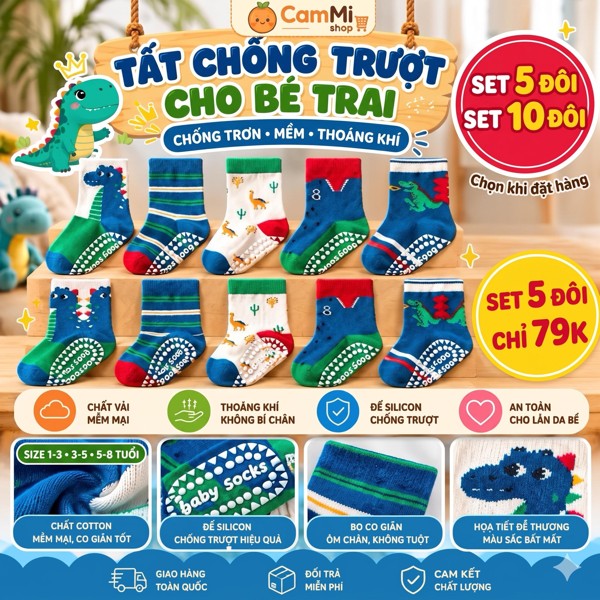 CamMi
shop
TẤT CHỐNG TRƯỢT
CHO BÉ TRAI
CHỐNG TRƠN • MỀM • THOÁNG KHÍ
SET 5 ĐÔI
SET 10 ĐÔI
Chọn khi đặt hàng
SET 5 ĐÔI
CHỈ 79K
Baby Socks
CHẤT VẢI
MỀM MẠI
THOÁNG KHÍ
KHÔNG BÍ CHÂN
ĐẾ SILICON
CHỐNG TRƯỢT
AN TOÀN
CHO LÀN DA BÉ
SIZE 1-3 • 3-5 • 5-8 TUỔI
Baby Socks
CHẤT COTTON
MỀM MẠI, CO GIÃN TỐT
ĐẾ SILICON
CHỐNG TRƯỢT HIỆU QUẢ
BO CO GIÃN
ÔM CHÂN, KHÔNG TUỘT
HỌA TIẾT DỄ THƯƠNG
MÀU SẮC BẮT MẮT
GIAO HÀNG
TOÀN QUỐC
ĐỔI TRẢ
MIỄN PHÍ
CAM KẾT
CHẤT LƯỢNG